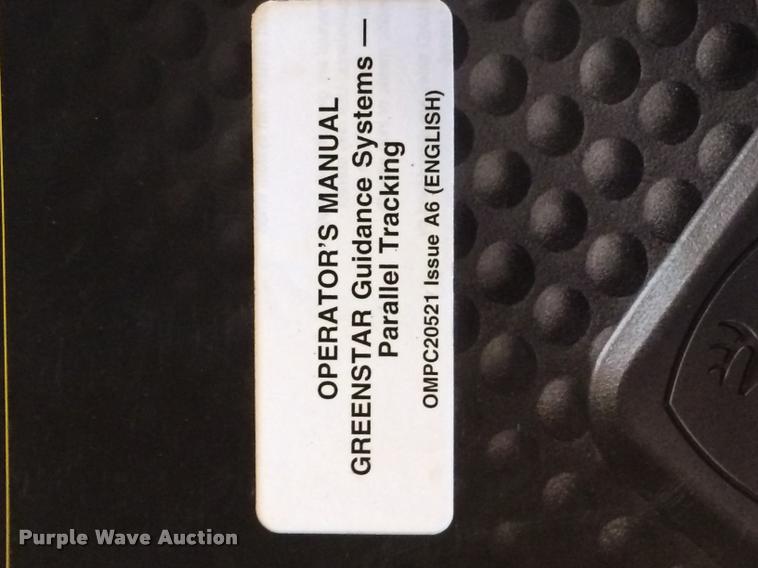 OPERATOR'S MANUAL
GREENSTAR Guidance Systems —
Parallel Tracking
OMPC20521 Issue A6 (ENGLISH)
Purple Wave Auction